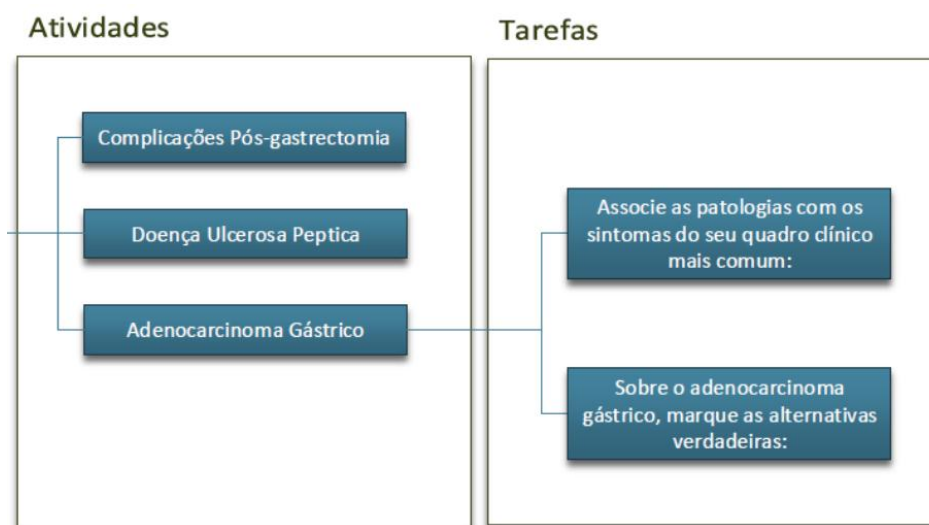 Atividades
Tarefas
Complicações Pós-gastrectomia
Doença Ulcerosa Peptica
Adenocarcinoma Gástrico
Associe as patologias com os
sintomas do seu quadro clínico
mais comum:
Sobre o adenocarcinoma
gástrico, marque as alternativas
verdadeiras: